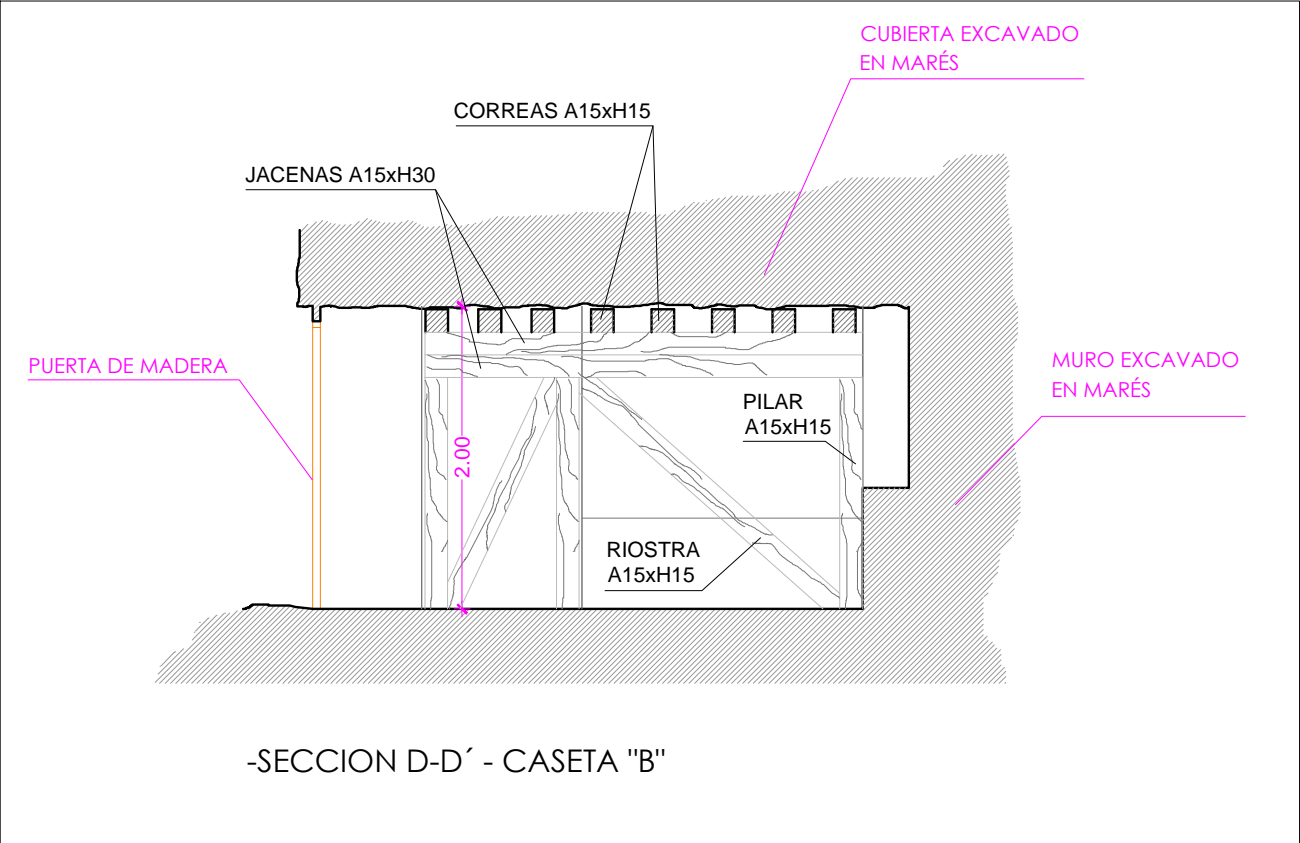 CUBIERTA EXCAVADO
EN MARÉS
CORREAS A15xH15
JACENAS A15xH30
PUERTA DE MADERA
MURO EXCAVADO
EN MARÉS
PILAR
A15xH15
2.00
RIOSTRA
A15xH15
-SECCION D-D´ - CASETA "B"